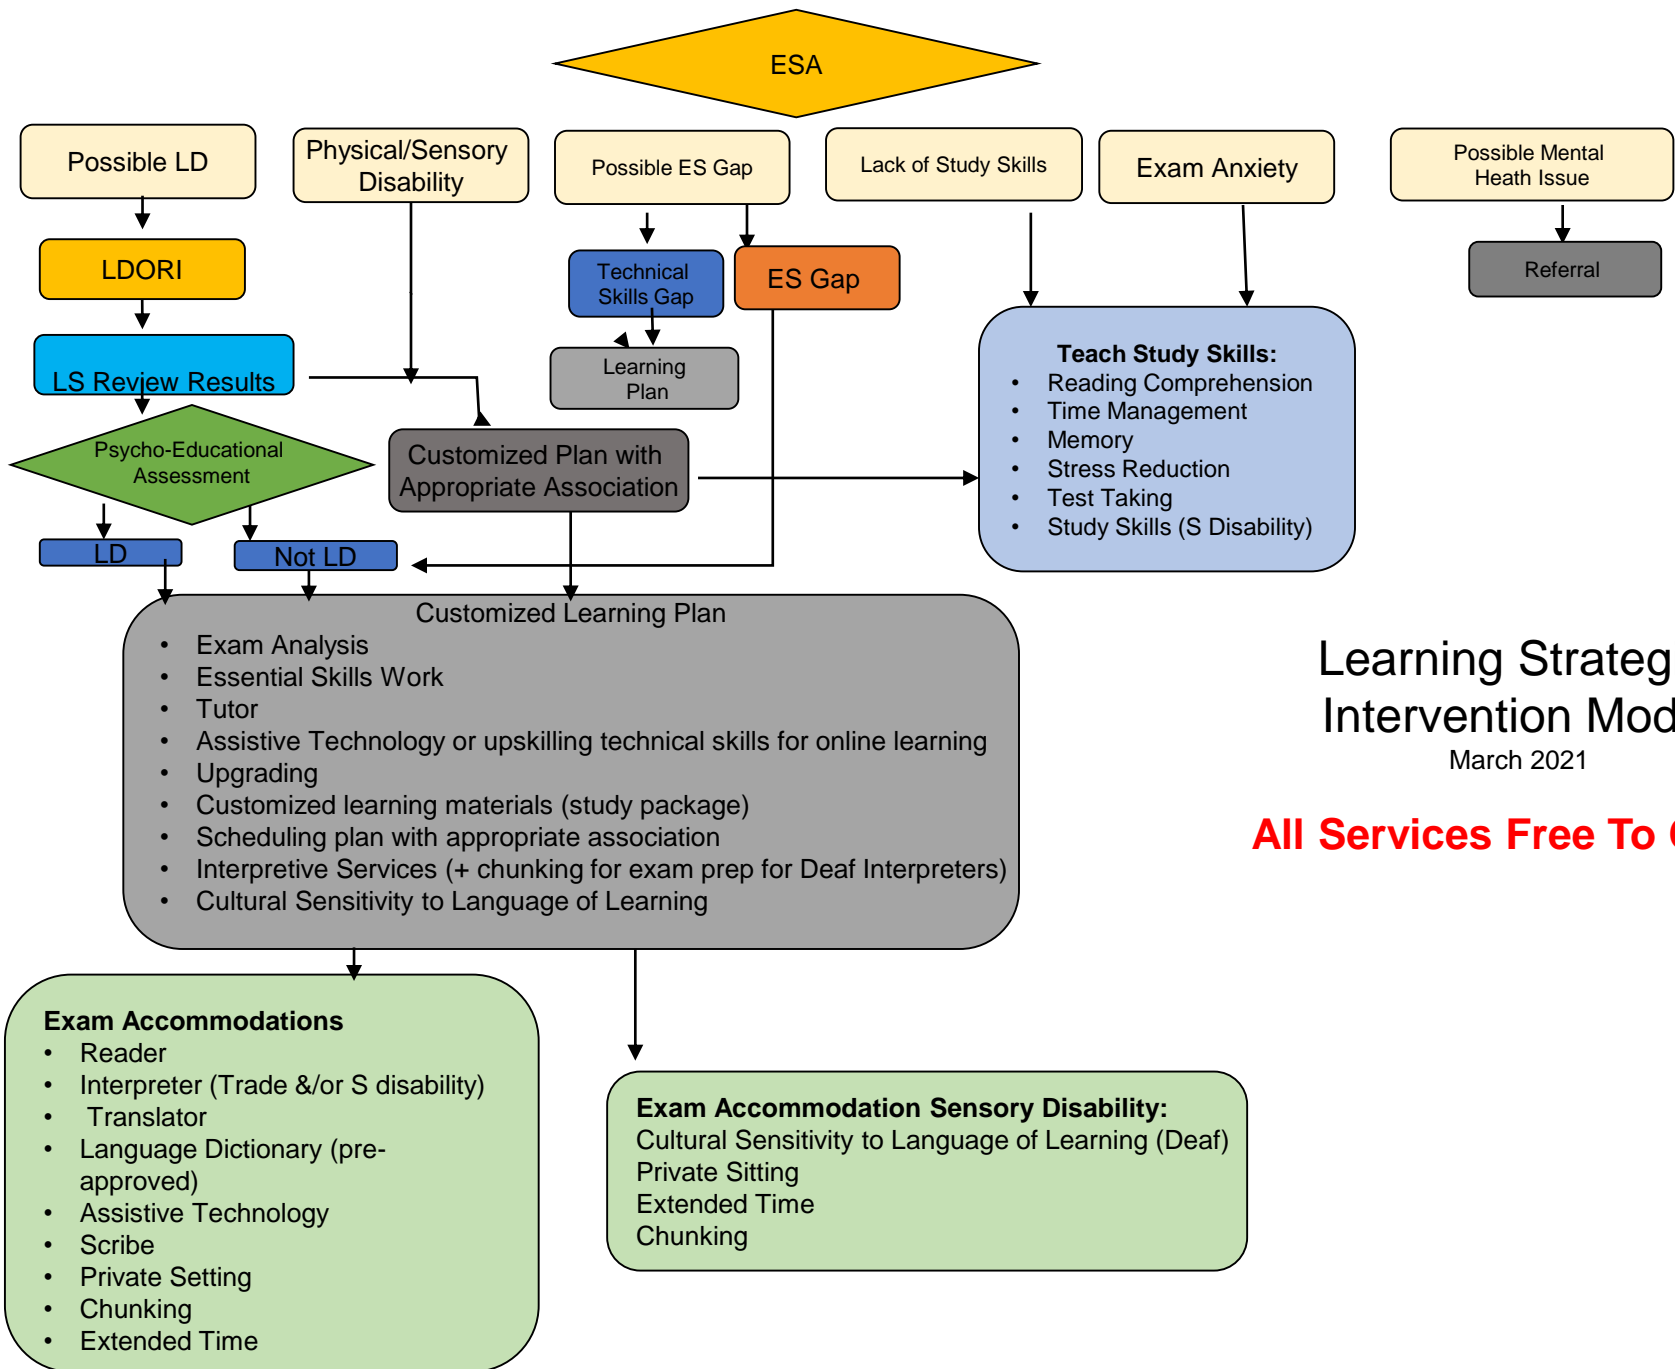 ESA
Possible LD
Physical/Sensory
Disability
Possible ES Gap
Lack of Study Skills
Exam Anxiety
Possible Mental
Heath Issue
LDORI
Technical
Skills Gap
ES Gap
Referral
LS Review Results
Learning
Plan
Teach Study Skills:
• Reading Comprehension
• Time Management
• Memory
• Stress Reduction
• Test Taking
• Study Skills (S Disability)
Psycho-Educational
Assessment
Customized Plan with
Appropriate Association
LD
Not LD
Customized Learning Plan
• Exam Analysis
• Essential Skills Work
• Tutor
• Assistive Technology or upskilling technical skills for online learning
• Upgrading
• Customized learning materials (study package)
• Scheduling plan with appropriate association
• Interpretive Services (+ chunking for exam prep for Deaf Interpreters)
• Cultural Sensitivity to Language of Learning
Learning Strateg
Intervention Mod
March 2021
All Services Free To
Exam Accommodations
• Reader
• Interpreter (Trade &/or S disability)
• Translator
• Language Dictionary (pre-
approved)
• Assistive Technology
• Scribe
• Private Setting
• Chunking
• Extended Time
Exam Accommodation Sensory Disability:
Cultural Sensitivity to Language of Learning (Deaf)
Private Sitting
Extended Time
Chunking